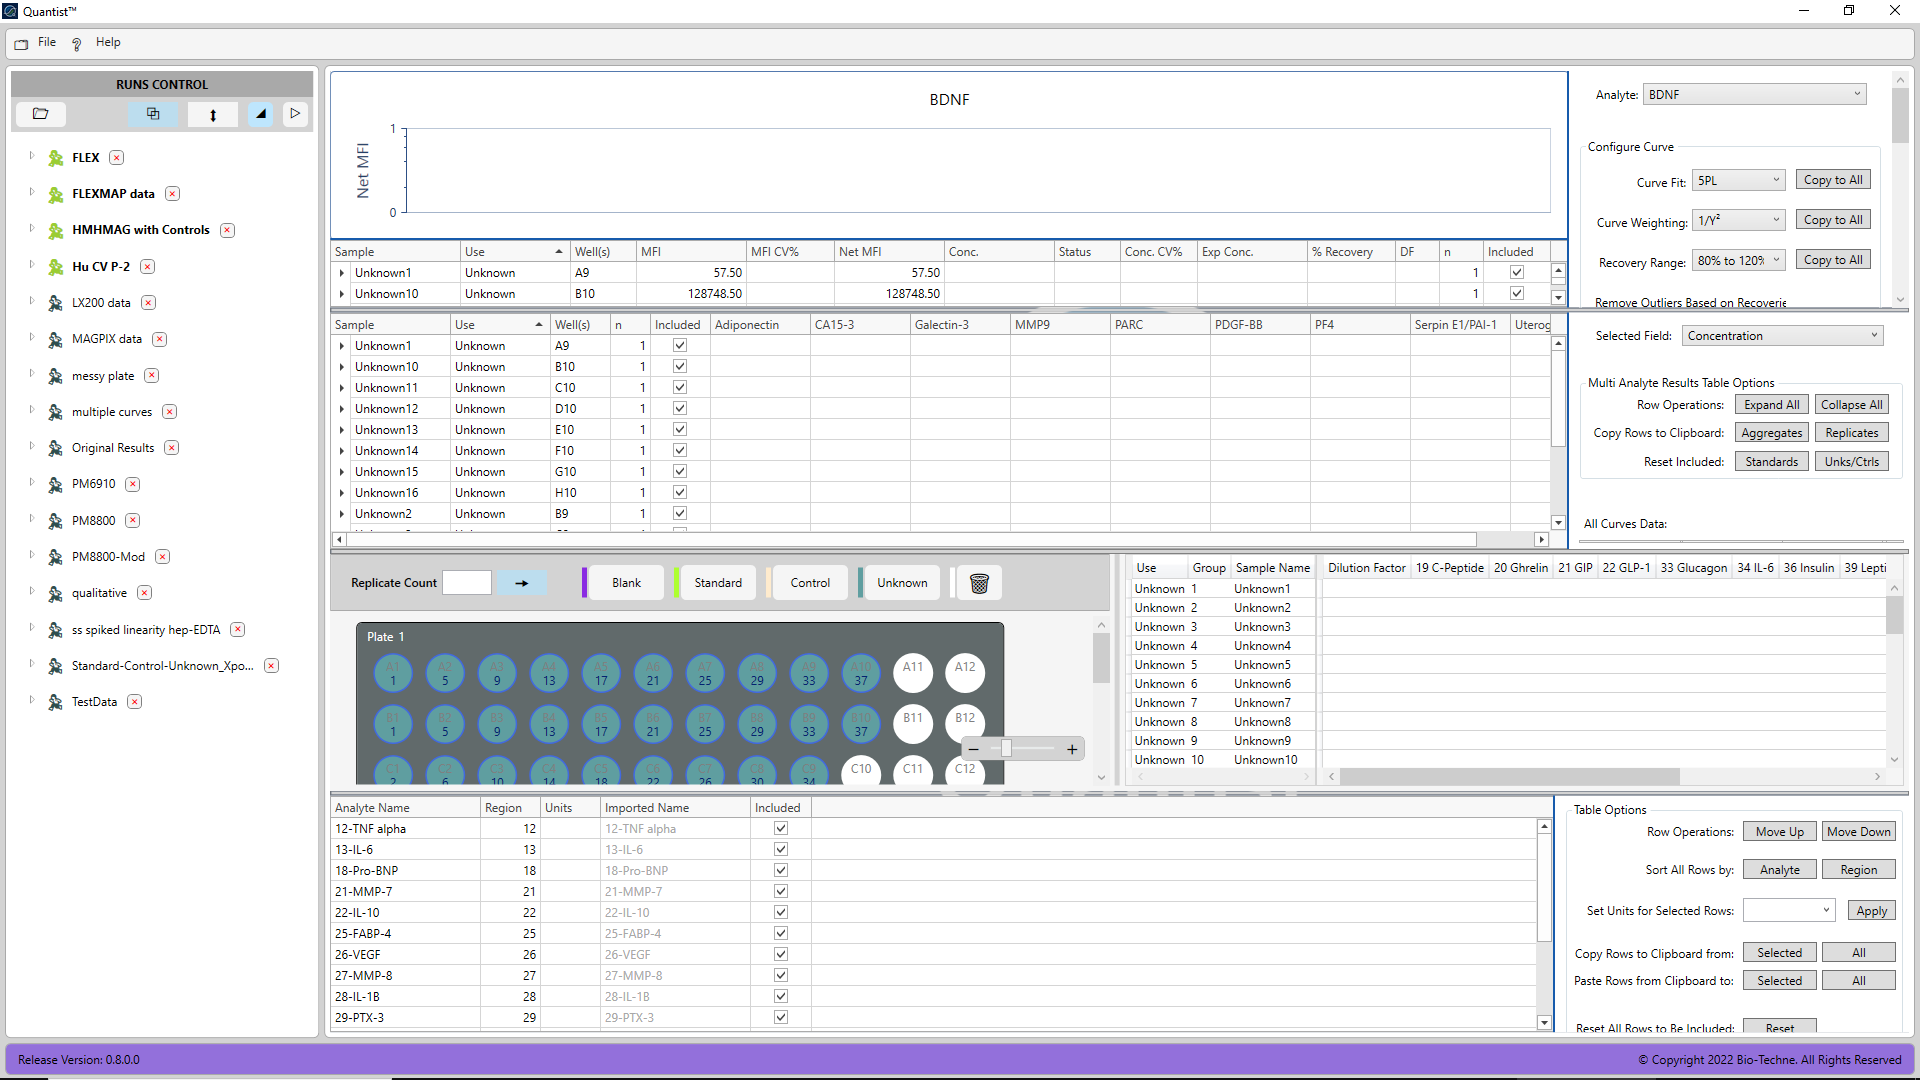 Quantist™
File Help
RUNS CONTROL
FLEX
FLEXMAP data
HMHMAG with Controls
Hu CV P-2
LX200 data
MAGPIX data
messy plate
multiple curves
Original Results
PM6910
PM8800
PM8800-Mod
qualitative
ss spiked linearity hep-EDTA
Standard-Control-Unknown_Xpo...
TestData
BDNF
Net MFI
1
0
Sample Use Well(s) MFI MFI CV% Net MFI Conc. Status Conc. CV% Exp Conc. % Recovery DF n Included
Unknown1 Unknown A9 57.50 57.50 1
Unknown10 Unknown B10 128748.50 128748.50 1
Analyte: BDNF
Configure Curve
Curve Fit: 5PL Copy to All
Curve Weighting: 1/Y² Copy to All
Recovery Range: 80% to 120% Copy to All
Remove Outliers Based on Recoverie
Sample Use Well(s) n Included Adiponectin CA15-3 Galectin-3 MMP9 PARC PDGF-BB PF4 Serpin E1/PAI-1 Uterog
Unknown1 Unknown A9 1
Unknown10 Unknown B10 1
Unknown11 Unknown C10 1
Unknown12 Unknown D10 1
Unknown13 Unknown E10 1
Unknown14 Unknown F10 1
Unknown15 Unknown G10 1
Unknown16 Unknown H10 1
Unknown2 Unknown B9 1
Selected Field: Concentration
Multi Analyte Results Table Options
Row Operations: Expand All Collapse All
Copy Rows to Clipboard: Aggregates Replicates
Reset Included: Standards Unks/Ctrls
All Curves Data:
Replicate Count Blank Standard Control Unknown
Plate 1
A1 A2 A3 A4 A5 A6 A7 A8 A9 A10 A11 A12
1 5 9 13 17 21 25 29 33 37
B1 B2 B3 B4 B5 B6 B7 B8 B9 B10 B11 B12
1 5 9 13 17 21 25 29 33 37
C1 C2 C3 C4 C5 C6 C7 C8 C9 C10 C11 C12
2 6 10 14 18 22 26 30 34
Use Group Sample Name Dilution Factor 19 C-Peptide 20 Ghrelin 21 GIP 22 GLP-1 33 Glucagon 34 IL-6 36 Insulin 39 Lepti
Unknown 1 Unknown1
Unknown 2 Unknown2
Unknown 3 Unknown3
Unknown 4 Unknown4
Unknown 5 Unknown5
Unknown 6 Unknown6
Unknown 7 Unknown7
Unknown 8 Unknown8
Unknown 9 Unknown9
Unknown 10 Unknown10
Analyte Name Region Units Imported Name Included
12-TNF alpha 12 12-TNF alpha
13-IL-6 13 13-IL-6
18-Pro-BNP 18 18-Pro-BNP
21-MMP-7 21 21-MMP-7
22-IL-10 22 22-IL-10
25-FABP-4 25 25-FABP-4
26-VEGF 26 26-VEGF
27-MMP-8 27 27-MMP-8
28-IL-1B 28 28-IL-1B
29-PTX-3 29 29-PTX-3
Table Options
Row Operations: Move Up Move Down
Sort All Rows by: Analyte Region
Set Units for Selected Rows: Apply
Copy Rows to Clipboard from: Selected All
Paste Rows from Clipboard to: Selected All
Reset All Rows to Be Included: Reset
Release Version: 0.8.0.0
© Copyright 2022 Bio-Techne. All Rights Reserved